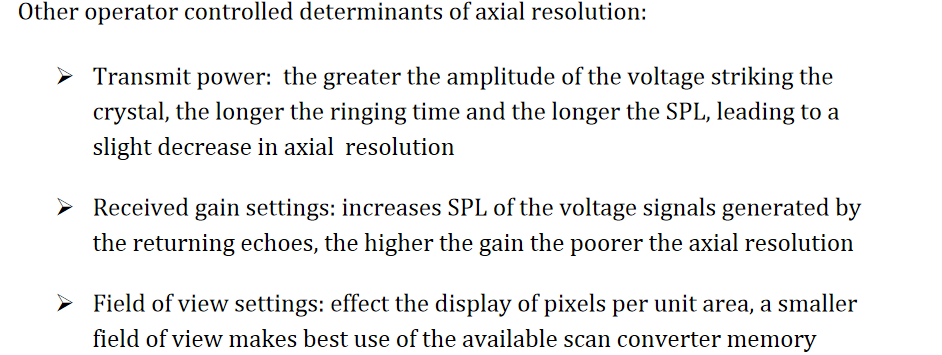 Other operator controlled determinants of axial resolution:
➢ Transmit power:  the greater the amplitude of the voltage striking the
crystal, the longer the ringing time and the longer the SPL, leading to a
slight decrease in axial  resolution
➢ Received gain settings: increases SPL of the voltage signals generated by
the returning echoes, the higher the gain the poorer the axial resolution
➢ Field of view settings: effect the display of pixels per unit area, a smaller
field of view makes best use of the available scan converter memory